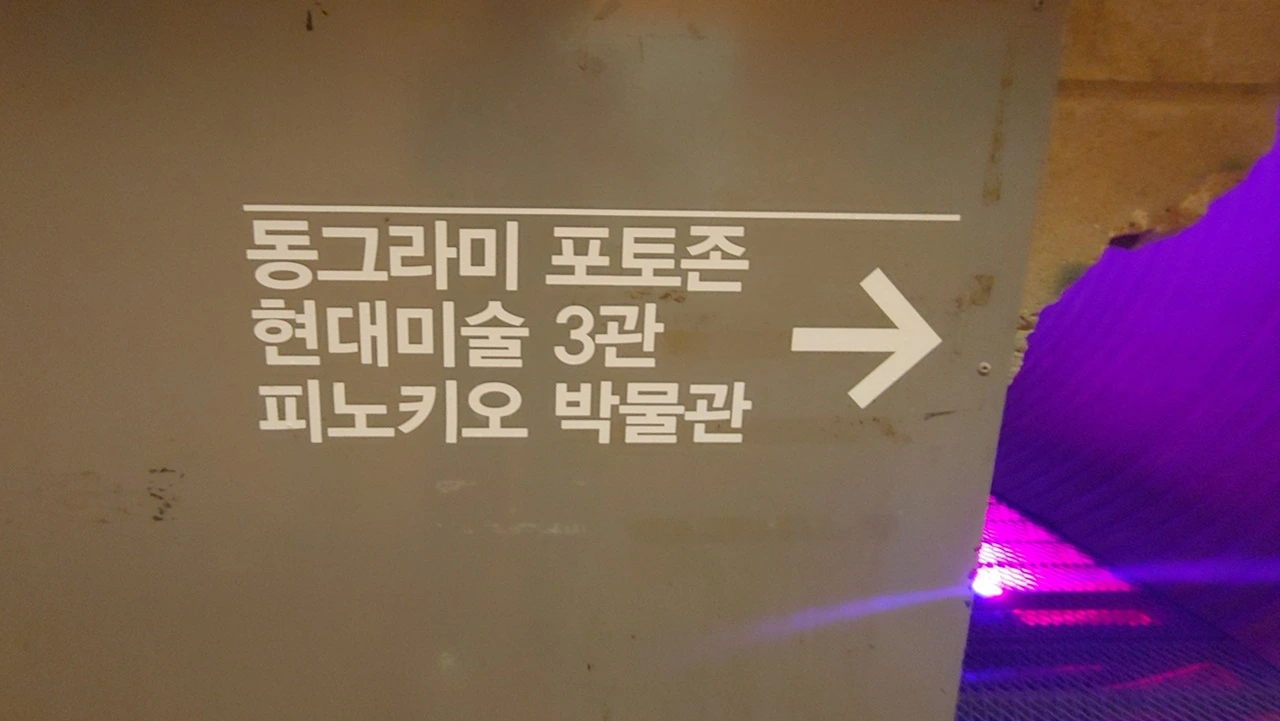 동그라미 포토존
현대미술 3관
피노키오 박물관